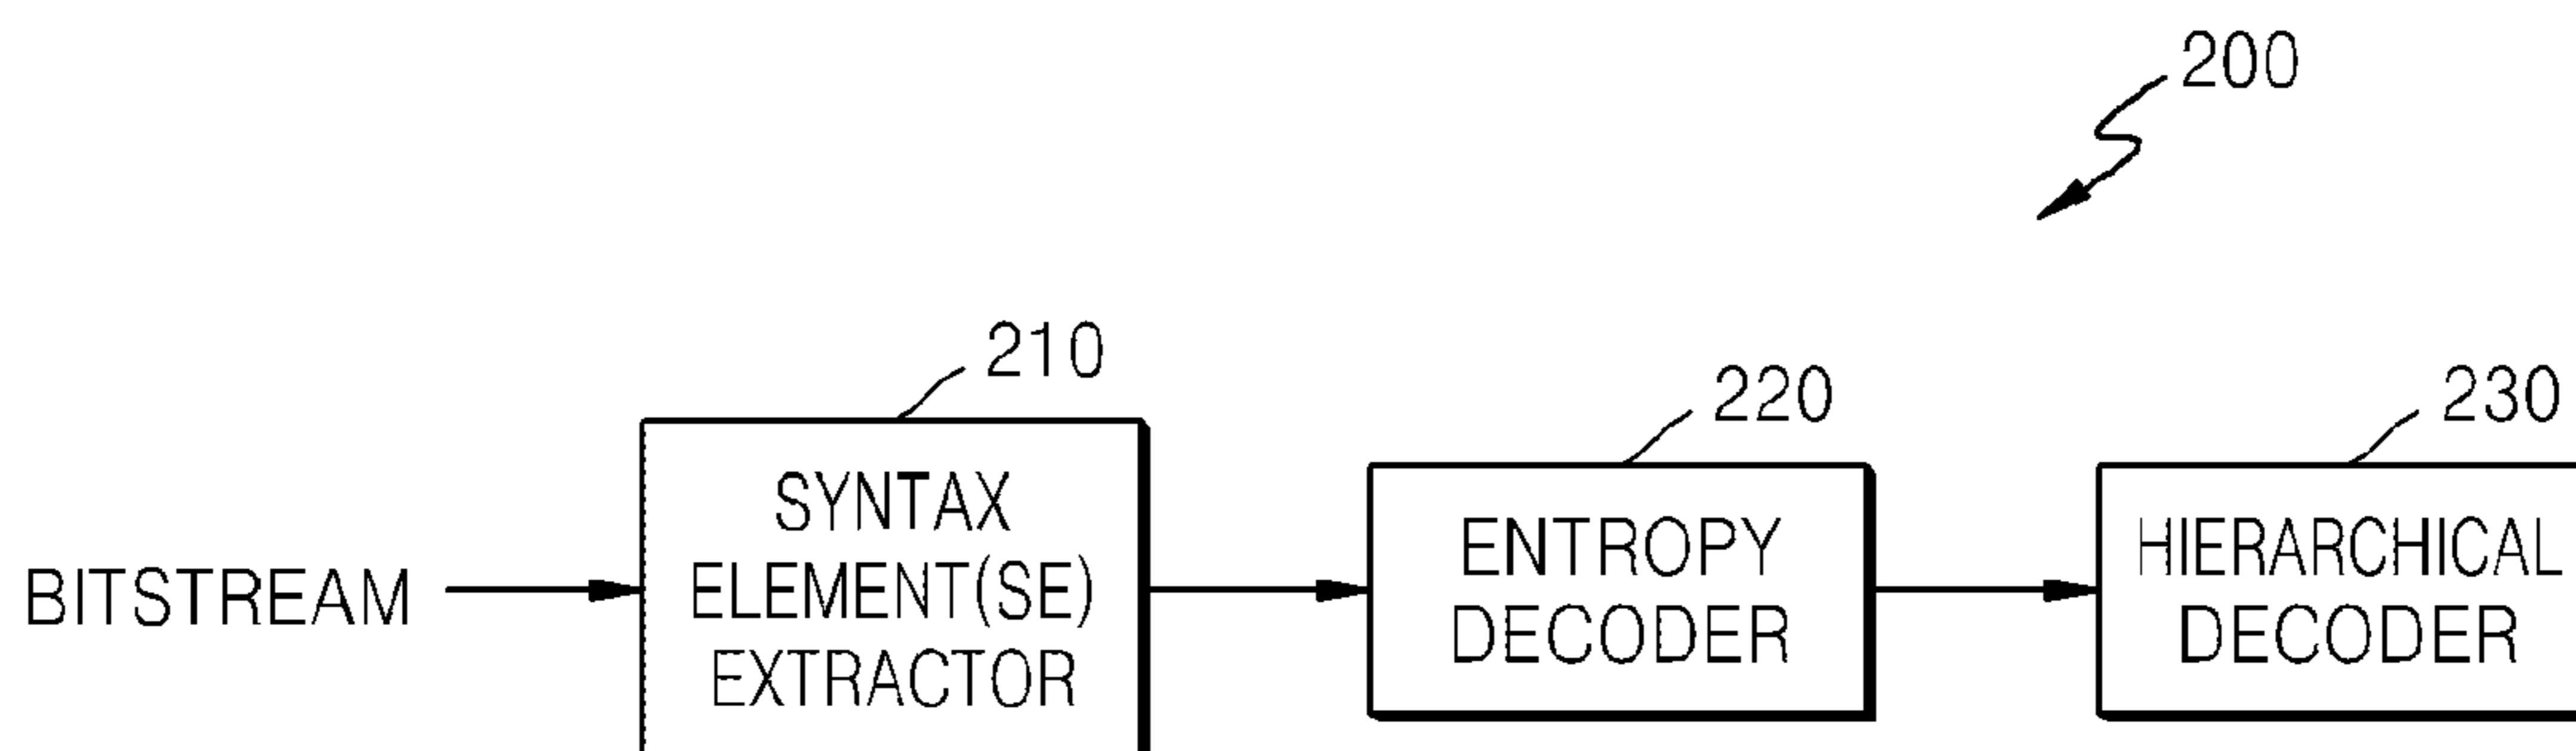 200
210
220
230
BITSTREAM
SYNTAX
ELEMENT(SE)
EXTRACTOR
ENTROPY
DECODER
HIERARCHICAL
DECODER